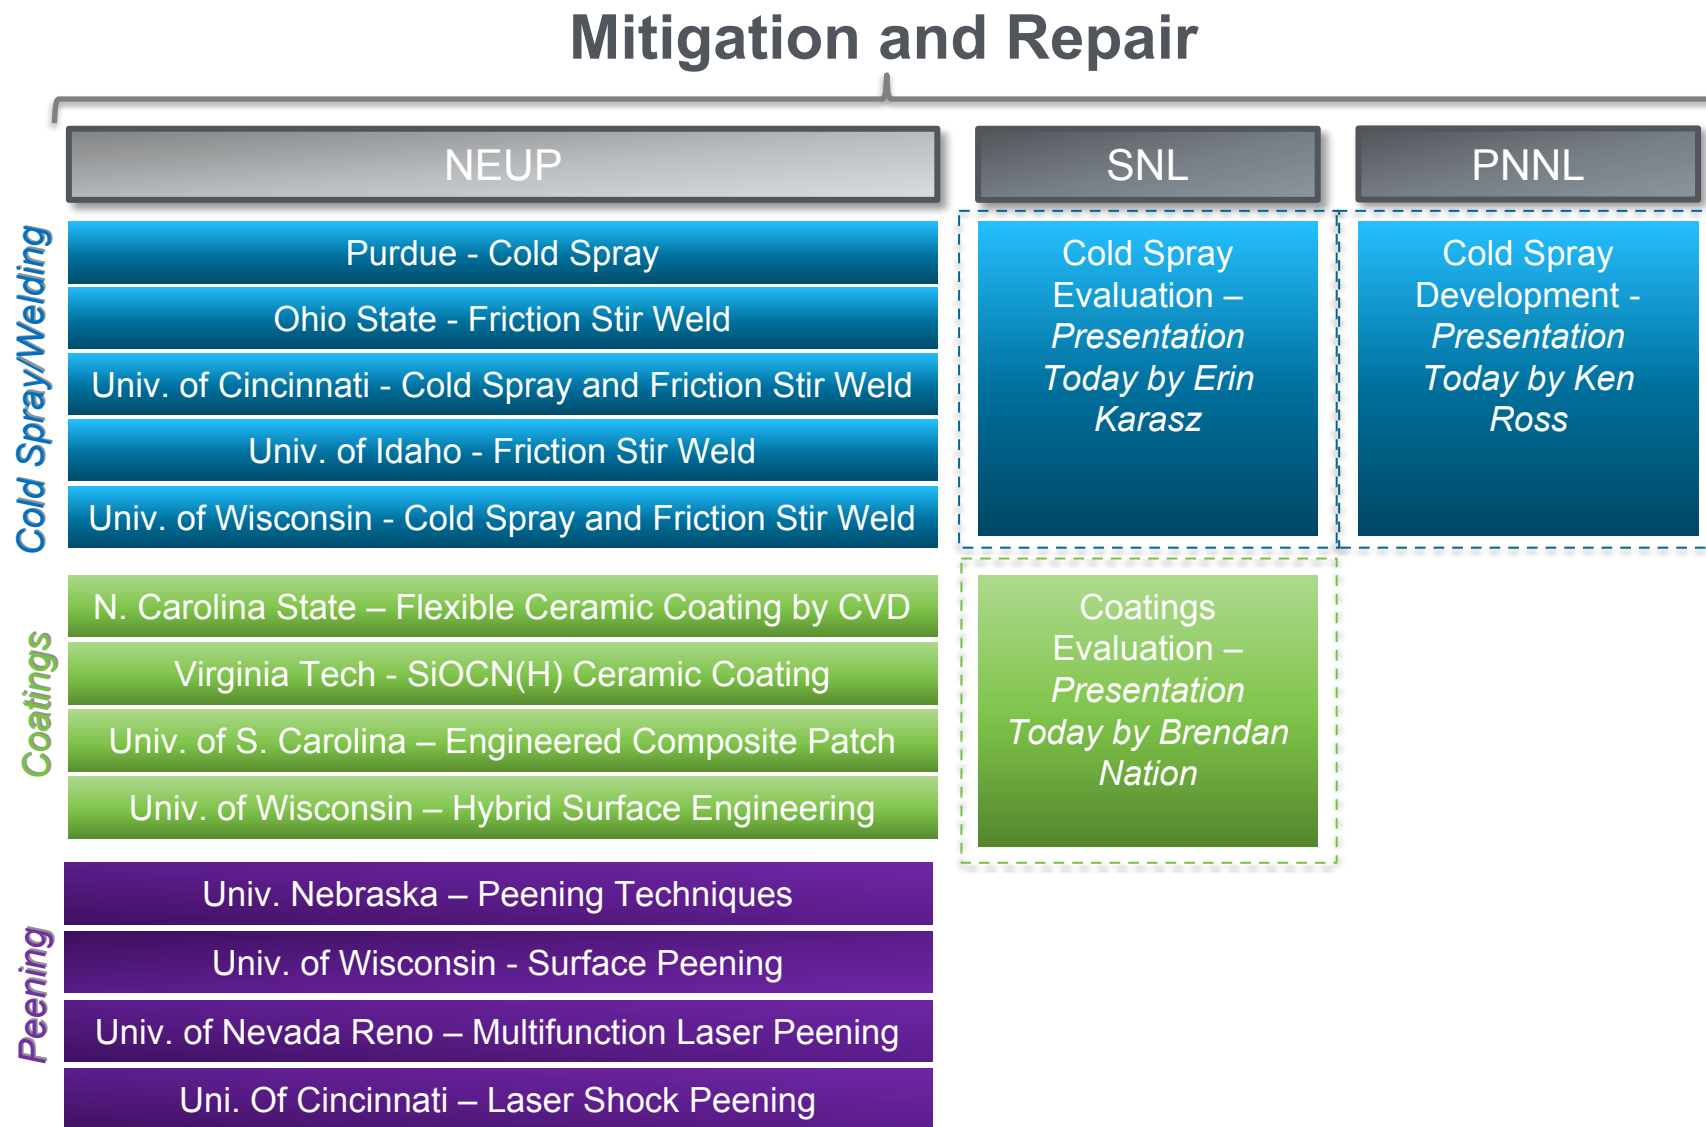 Mitigation and Repair
NEUP
SNL
PNNL
Cold Spray/Welding
Purdue - Cold Spray
Ohio State - Friction Stir Weld
Univ. of Cincinnati - Cold Spray and Friction Stir Weld
Univ. of Idaho - Friction Stir Weld
Univ. of Wisconsin - Cold Spray and Friction Stir Weld
Cold Spray
Evaluation –
Presentation
Today by Erin
Karasz
Cold Spray
Development -
Presentation
Today by Ken
Ross
Coatings
N. Carolina State – Flexible Ceramic Coating by CVD
Virginia Tech - SiOCN(H) Ceramic Coating
Univ. of S. Carolina – Engineered Composite Patch
Univ. of Wisconsin – Hybrid Surface Engineering
Coatings
Evaluation –
Presentation
Today by Brendan
Nation
Peening
Univ. Nebraska – Peening Techniques
Univ. of Wisconsin - Surface Peening
Univ. of Nevada Reno – Multifunction Laser Peening
Uni. Of Cincinnati – Laser Shock Peening